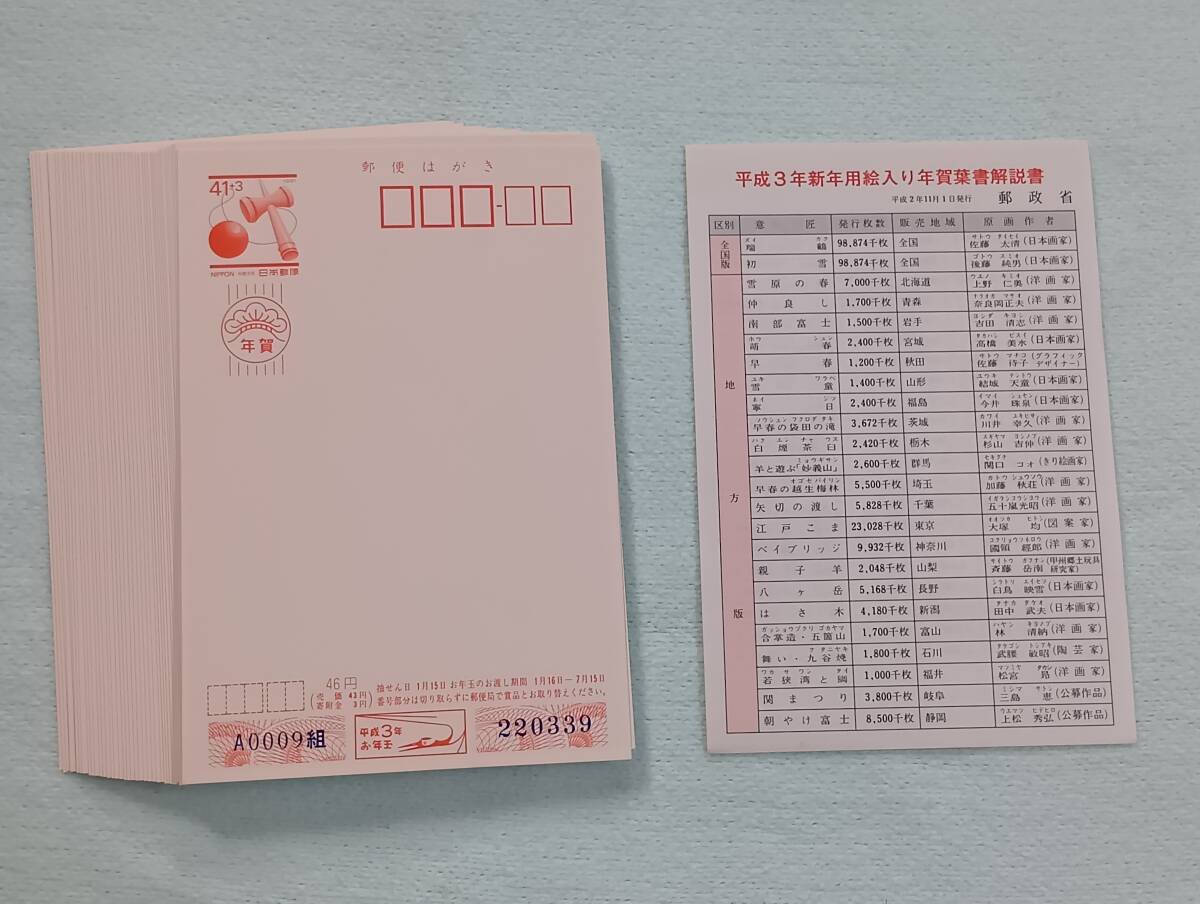 郵便はがき
41+3
NIPPON 日本郵便
年賀
46円
売価 43円
寄附金 3円
抽せん日 1月15日 お年玉のお渡し期間 1月16日―7月15日
番号部分は切り取らずに郵便局で賞品とお取り替えください。
A0009組
平成3年
お年玉
220339
平成3年新年用絵入り年賀葉書解説書
平成2年11月1日発行 郵政省
区別 意匠 発行枚数 販売地域 原画作者
全国版
瑞鶴 98,874千枚 全国 佐藤太清(日本画家)
初雪 98,874千枚 全国 後藤純男(日本画家)
地方版
雪原の春 7,000千枚 北海道 上野仁美(洋画家)
仲良し 1,700千枚 青森 奈良岡正夫(洋画家)
南部富士 1,500千枚 岩手 吉田清志(洋画家)
萌春 2,400千枚 宮城 高橋美水(日本画家)
早春 1,200千枚 秋田 佐藤待子(グラフィックデザイナー)
雪童 1,400千枚 山形 結城天童(日本画家)
寧日 2,400千枚 福島 今井珠泉(日本画家)
早春の袋田の滝 3,672千枚 茨城 川井幸久(洋画家)
白煙茶臼 2,420千枚 栃木 杉山吉伸(洋画家)
羊と遊ぶ「妙義山」 2,600千枚 群馬 関口コオ(きり絵画家)
早春の越生梅林 5,500千枚 埼玉 加藤秋荘(洋画家)
矢切の渡し 5,828千枚 千葉 五十嵐光昭(洋画家)
江戸こま 23,028千枚 東京 大塚均(図案家)
ベイブリッジ 9,932千枚 神奈川 國領經郎(洋画家)
親子羊 2,048千枚 山梨 斉藤岳南(甲州郷土玩具研究家)
八ヶ岳 5,168千枚 長野 白鳥映雪(日本画家)
はさ木 4,180千枚 新潟 田中武夫(日本画家)
合掌造・五箇山 1,700千枚 富山 林清納(洋画家)
舞い・九谷焼 1,800千枚 石川 武腰敏昭(陶芸家)
若狭湾と鯛 1,000千枚 福井 松宮(洋画家)
関まつり 3,800千枚 岐阜 三島恵(公募作品)
朝やけ富士 8,500千枚 静岡 上松秀弘(公募作品)